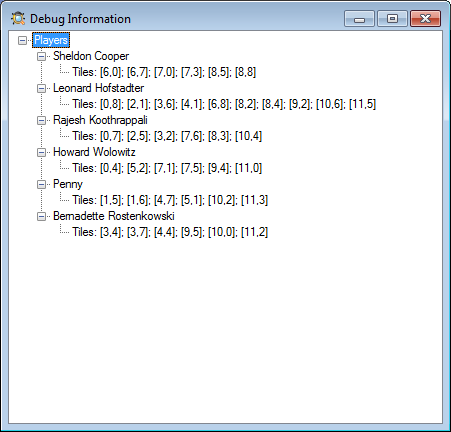 Debug Information
Players
Sheldon Cooper
Tiles: [6,0]; [6,7]; [7,0]; [7,3]; [8,5]; [8,8]
Leonard Hofstadter
Tiles: [0,8]; [2,1]; [3,6]; [4,1]; [6,8]; [8,2]; [8,4]; [9,2]; [10,6]; [11,5]
Rajesh Koothrappali
Tiles: [0,7]; [2,5]; [3,2]; [7,6]; [8,3]; [10,4]
Howard Wolowitz
Tiles: [0,4]; [5,2]; [7,1]; [7,5]; [9,4]; [11,0]
Penny
Tiles: [1,5]; [1,6]; [4,7]; [5,1]; [10,2]; [11,3]
Bernadette Rostenkowski
Tiles: [3,4]; [3,7]; [4,4]; [9,5]; [10,0]; [11,2]